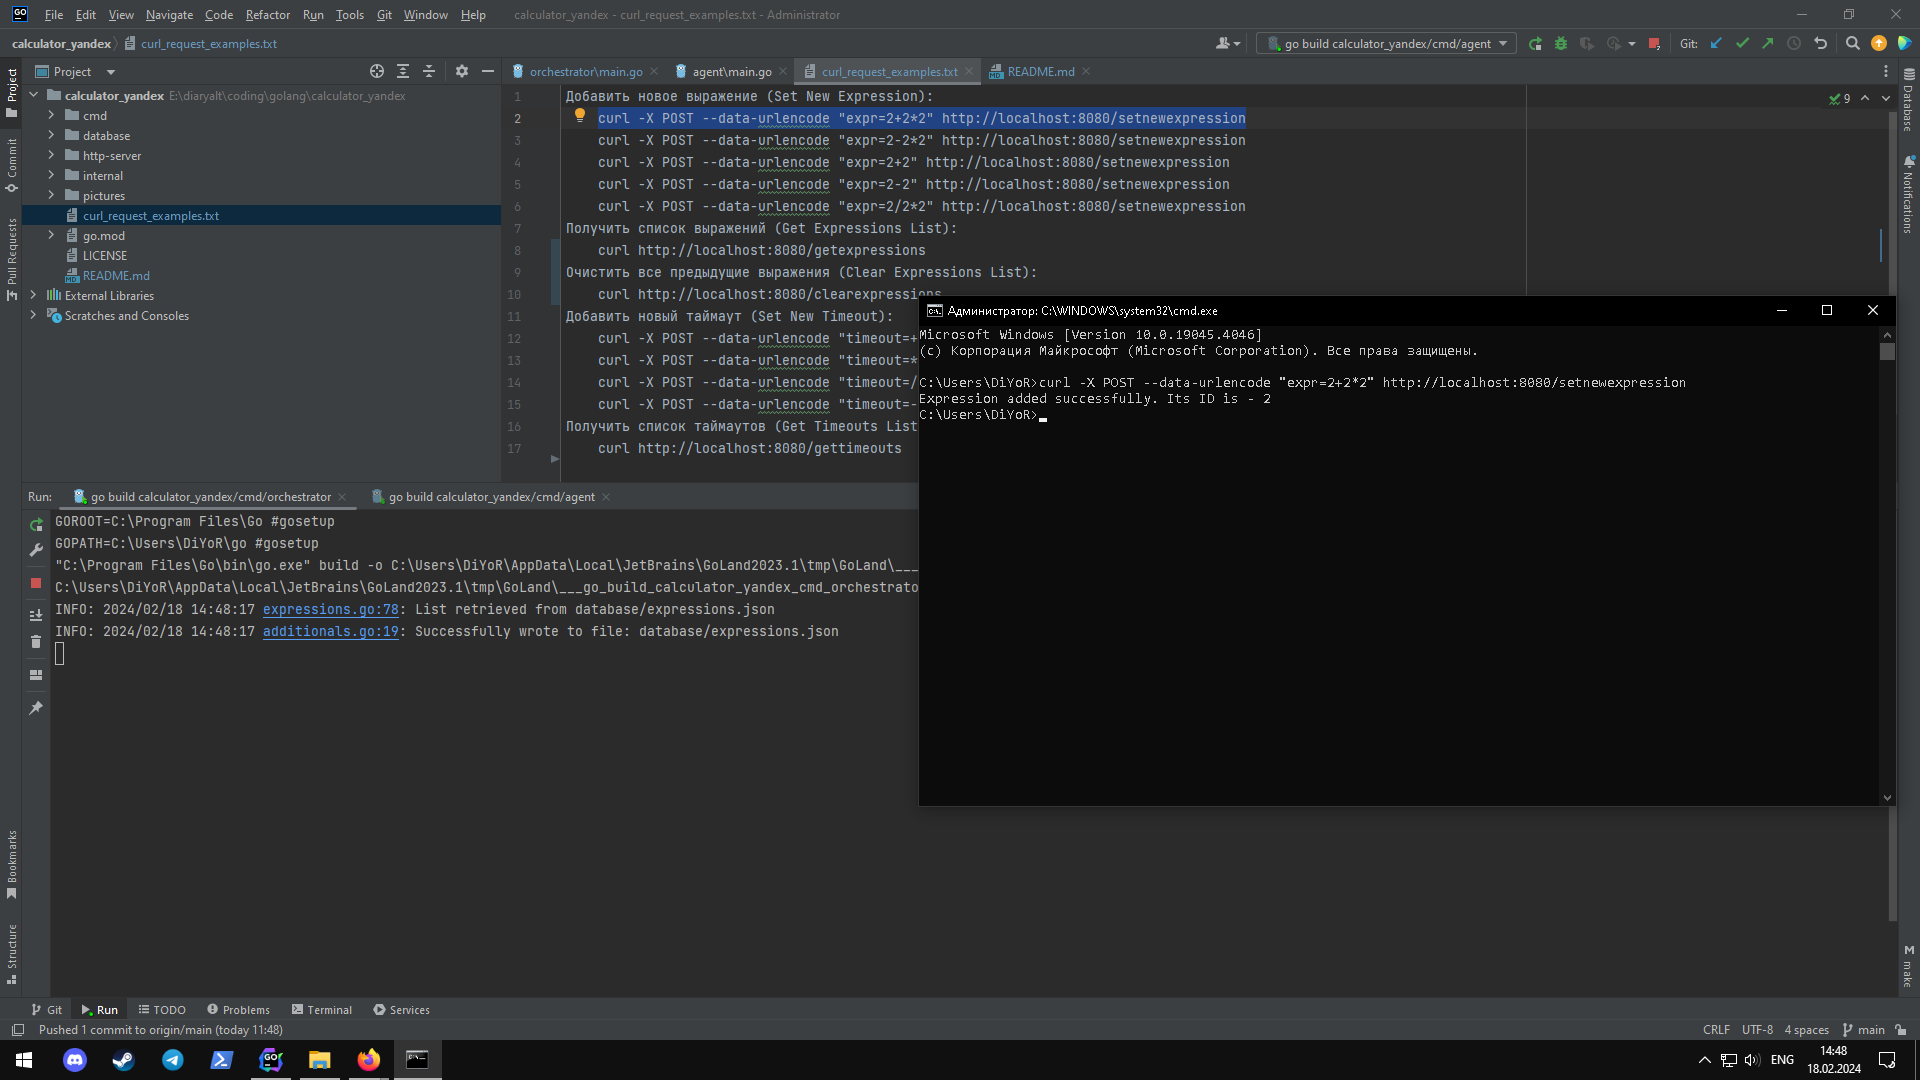 GO File Edit View Navigate Code Refactor Run Tools Git Window Help calculator_yandex - curl_request_examples.txt - Administrator
calculator_yandex curl_request_examples.txt go build calculator_yandex/cmd/agent Git:
Project
orchestrator\main.go agent\main.go curl_request_examples.txt README.md
calculator_yandex E:\diaryalt\coding\golang\calculator_yandex
cmd
database
http-server
internal
pictures
curl_request_examples.txt
go.mod
LICENSE
README.md
External Libraries
Scratches and Consoles
Project
Commit
Pull Requests
Bookmarks
Structure
9
1 Добавить новое выражение (Set New Expression):
2 curl -X POST --data-urlencode "expr=2+2*2" http://localhost:8080/setnewexpression
3 curl -X POST --data-urlencode "expr=2-2*2" http://localhost:8080/setnewexpression
4 curl -X POST --data-urlencode "expr=2+2" http://localhost:8080/setnewexpression
5 curl -X POST --data-urlencode "expr=2-2" http://localhost:8080/setnewexpression
6 curl -X POST --data-urlencode "expr=2/2*2" http://localhost:8080/setnewexpression
7 Получить список выражений (Get Expressions List):
8 curl http://localhost:8080/getexpressions
9 Очистить все предыдущие выражения (Clear Expressions List):
10 curl http://localhost:8080/clearexpressions
11 Добавить новый таймаут (Set New Timeout):
12 curl -X POST --data-urlencode "timeout=+
13 curl -X POST --data-urlencode "timeout=*
14 curl -X POST --data-urlencode "timeout=/
15 curl -X POST --data-urlencode "timeout=-
16 Получить список таймаутов (Get Timeouts List
17 curl http://localhost:8080/gettimeouts
Database
Notifications
make
Администратор: C:\WINDOWS\system32\cmd.exe
Microsoft Windows [Version 10.0.19045.4046]
(c) Корпорация Майкрософт (Microsoft Corporation). Все права защищены.
C:\Users\DiYoR>curl -X POST --data-urlencode "expr=2+2*2" http://localhost:8080/setnewexpression
Expression added successfully. Its ID is - 2
C:\Users\DiYoR>
Run: go build calculator_yandex/cmd/orchestrator go build calculator_yandex/cmd/agent
GOROOT=C:\Program Files\Go #gosetup
GOPATH=C:\Users\DiYoR\go #gosetup
"C:\Program Files\Go\bin\go.exe" build -o C:\Users\DiYoR\AppData\Local\JetBrains\GoLand2023.1\tmp\GoLand\___
C:\Users\DiYoR\AppData\Local\JetBrains\GoLand2023.1\tmp\GoLand\___go_build_calculator_yandex_cmd_orchestrato
INFO: 2024/02/18 14:48:17 expressions.go:78: List retrieved from database/expressions.json
INFO: 2024/02/18 14:48:17 additionals.go:19: Successfully wrote to file: database/expressions.json
Git Run TODO Problems Terminal Services
Pushed 1 commit to origin/main (today 11:48) CRLF UTF-8 4 spaces main
ENG 14:48
18.02.2024